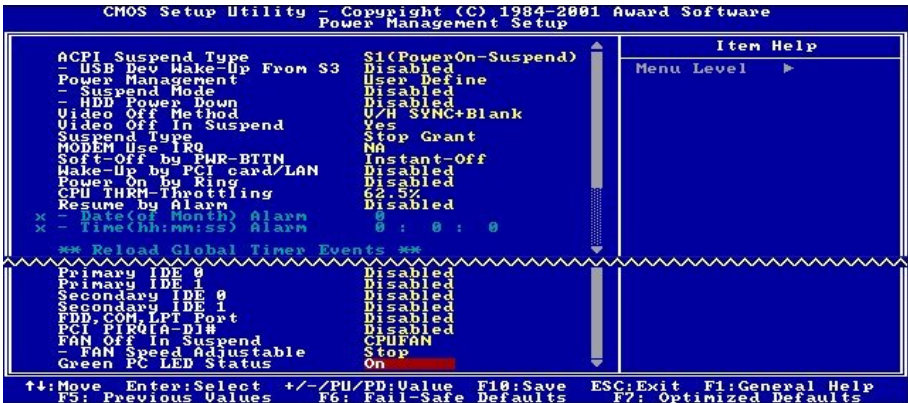 CMOS Setup Utility - Copyright (C) 1984-2001 Award Software
Power Management Setup
ACPI Suspend Type S1(PowerOn-Suspend)
- USB Dev Wake-Up From S3 Disabled
Power Management User Define
- Suspend Mode Disabled
- HDD Power Down Disabled
Video Off Method V/H SYNC+Blank
Video Off In Suspend Yes
Suspend Type Stop Grant
MODEM Use IRQ NA
Soft-Off by PWR-BTTN Instant-Off
Wake-Up by PCI card/LAN Disabled
Power On by Ring Disabled
CPU THRM-Throttling 62.5%
Resume by Alarm Disabled
x - Date(of Month) Alarm 0
x - Time(hh:mm:ss) Alarm 0 : 0 : 0
** Reload Global Timer Events **
Primary IDE 0 Disabled
Primary IDE 1 Disabled
Secondary IDE 0 Disabled
Secondary IDE 1 Disabled
FDD,COM,LPT Port Disabled
PCI PIRQ[A-D]# Disabled
FAN Off In Suspend CPUFAN
- FAN Speed Adjustable Stop
Green PC LED Status On
Item Help
Menu Level ►
↑↓:Move Enter:Select +/-/PU/PD:Value F10:Save ESC:Exit F1:General Help
F5: Previous Values F6: Fail-Safe Defaults F7: Optimized Defaults